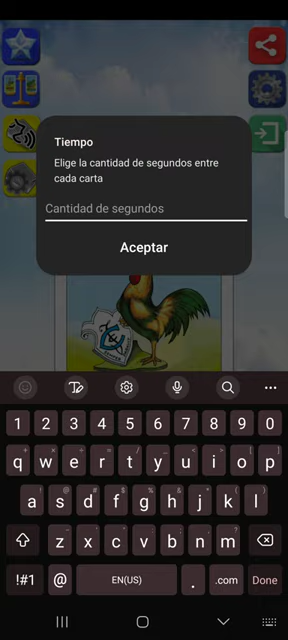 Tiempo
Elige la cantidad de segundos entre
cada carta
Cantidad de segundos
Aceptar
1 2 3 4 5 6 7 8 9 0
q w e r t y u i o p
a s d f g h j k l
z x c v b n m
!#1 @ EN(US) . .com Done